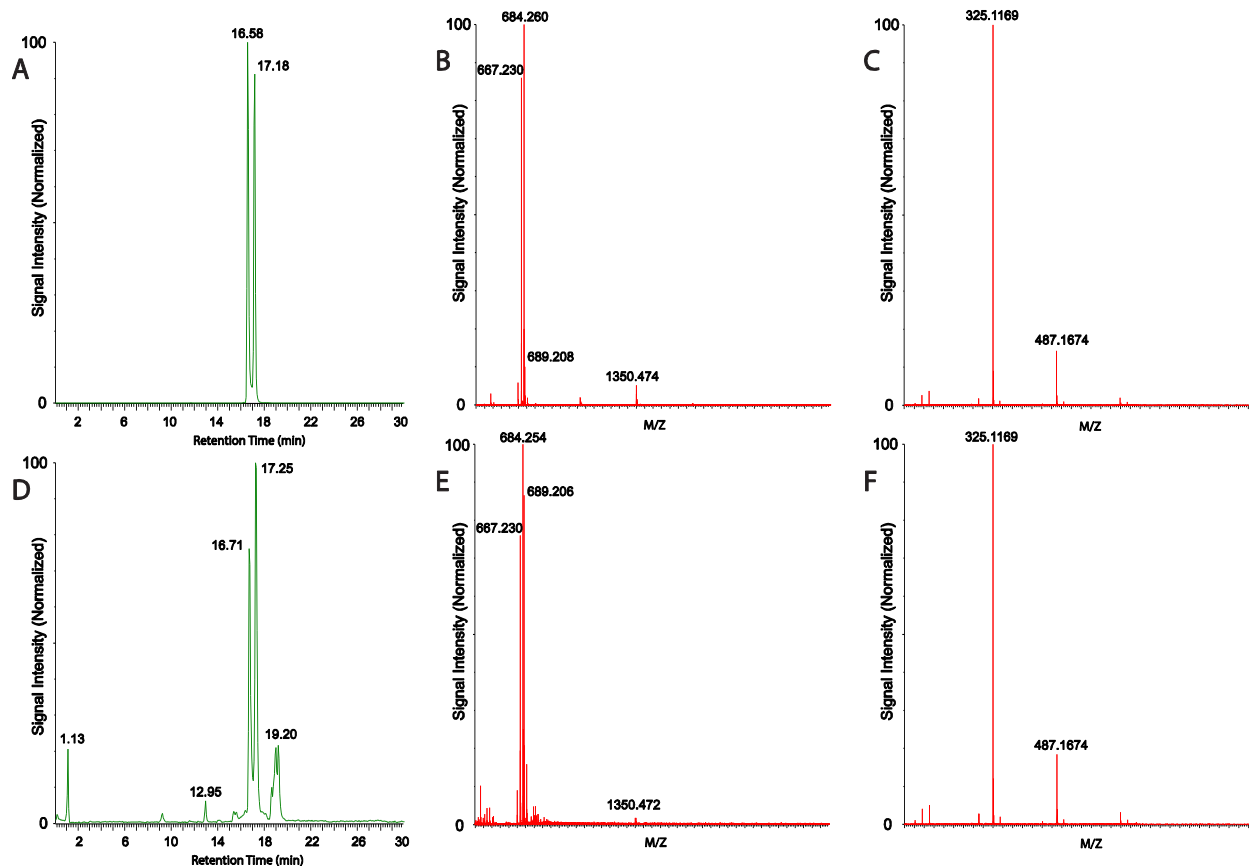 A
100
16.58
17.18
Signal Intensity (Normalized)
0
2 6 10 14 18 22 26 30
Retention Time (min)
B
100
684.260
667.230
689.208
1350.474
Signal Intensity (Normalized)
0
M/Z
C
100
325.1169
487.1674
Signal Intensity (Normalized)
0
M/Z
D
100
17.25
16.71
1.13
12.95
19.20
Signal Intensity (Normalized)
0
2 6 10 14 18 22 26 30
Retention Time (min)
E
100
684.254
689.206
667.230
1350.472
Signal Intensity (Normalized)
0
M/Z
F
100
325.1169
487.1674
Signal Intensity (Normalized)
0
M/Z